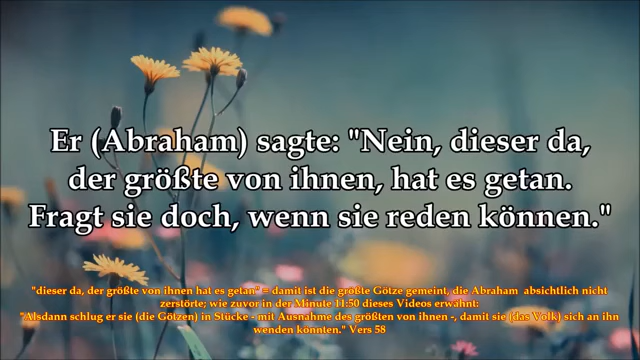 Er (Abraham) sagte: "Nein, dieser da,
der größte von ihnen, hat es getan.
Fragt sie doch, wenn sie reden können."
"dieser da, der größte von ihnen hat es getan" = damit ist die große Götze gemeint, die Abraham absichtlich nicht
zerstörte; wie zuvor in der Minute 11:50 dieses Videos erwähnt:
"Alsdann schlug er sie (die Götzen) in Stücke - mit Ausnahme des größten von ihnen -, damit sie (das Volk) sich an ihn
wenden könnten." Vers 58